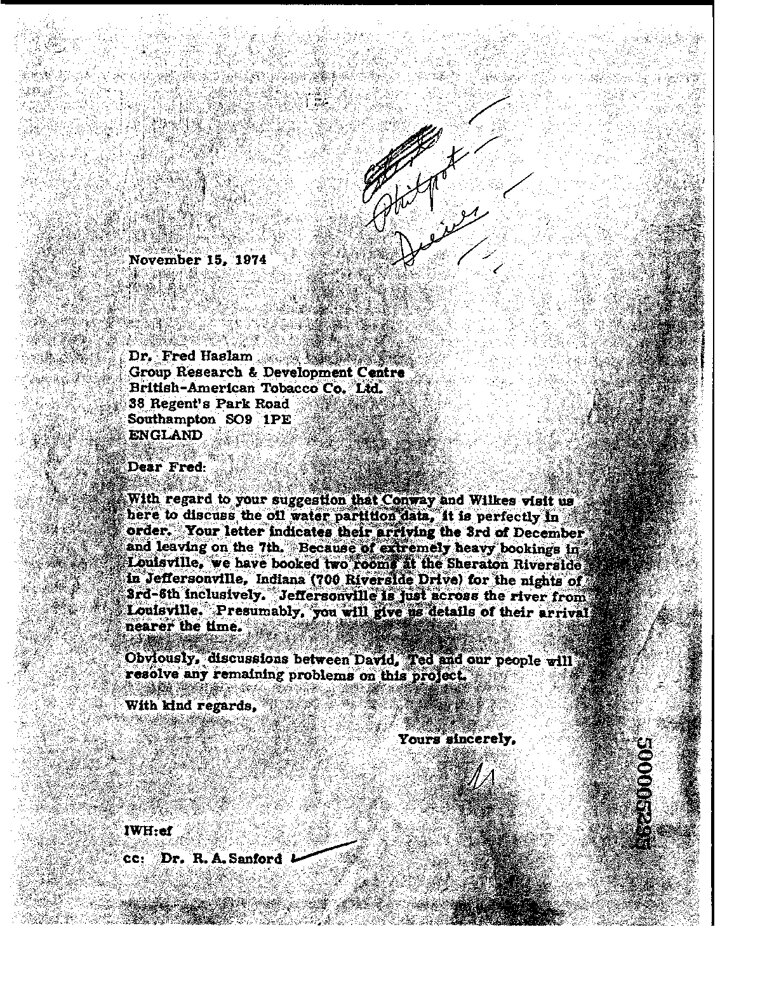 Philpot
November 15, 1974
Dr. Fred Haslam
Group Research & Development Centre
British-American Tobacco Co. Ltd.
38 Regent's Park Road
Southampton SO9 1PE
ENGLAND
Dear Fred:
With regard to your suggestion that Conway and Wilkes visit us
here to discuss the oil water partition data, it is perfectly in
order. Your letter indicates their arriving the 3rd of December
and leaving on the 7th. Because of extremely heavy bookings in
Louisville, we have booked two rooms at the Sheraton Riverside
in Jeffersonville, Indiana (700 Riverside Drive) for the nights of
3rd-6th inclusively. Jeffersonville is just across the river from
Louisville. Presumably, you will give us details of their arrival
nearer the time.
Obviously, discussions between David, Ted and our people will
resolve any remaining problems on this project.
With kind regards,
Yours sincerely,
IWH:ef
cc: Dr. R. A. Sanford